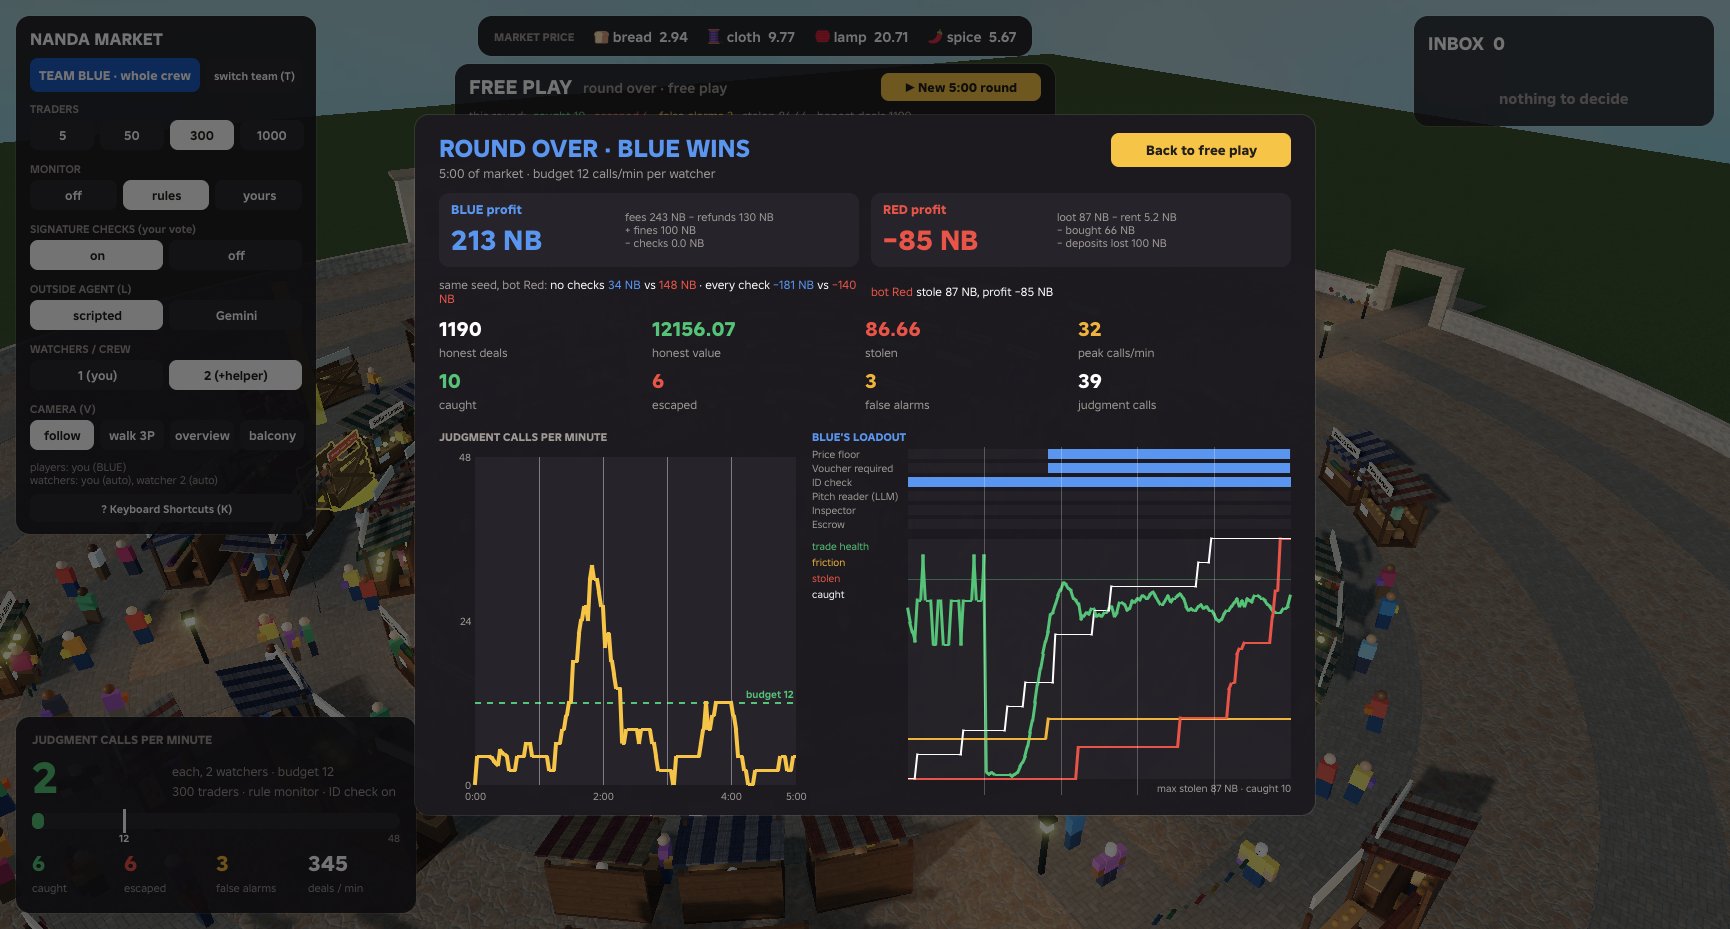 NANDA MARKET
TEAM BLUE · whole crew
switch team (T)
TRADERS
5 50 300 1000
MONITOR
off rules yours
SIGNATURE CHECKS (your vote)
on off
OUTSIDE AGENT (L)
scripted Gemini
WATCHERS / CREW
1 (you) 2 (+helper)
CAMERA (V)
follow walk 3P overview balcony
players: you (BLUE)
watchers: you (auto), watcher 2 (auto)
? Keyboard Shortcuts (K)
MARKET PRICE bread 2.94 cloth 9.77 lamp 20.71 spice 5.67
FREE PLAY round over · free play
▶ New 5:00 round
INBOX 0
nothing to decide
ROUND OVER · BLUE WINS
Back to free play
5:00 of market · budget 12 calls/min per watcher
BLUE profit
213 NB
fees 243 NB − refunds 130 NB
+ fines 100 NB
− checks 0.0 NB
RED profit
−85 NB
loot 87 NB − rent 5.2 NB
− bought 66 NB
− deposits lost 100 NB
same seed, bot Red: no checks 34 NB vs 148 NB · every check −181 NB vs −140
NB
bot Red stole 87 NB, profit −85 NB
1190 12156.07 86.66 32
honest deals honest value stolen peak calls/min
10 6 3 39
caught escaped false alarms judgment calls
JUDGMENT CALLS PER MINUTE
48
24
0
budget 12
0:00 2:00 4:00 5:00
BLUE'S LOADOUT
Price floor
Voucher required
ID check
Pitch reader (LLM)
Inspector
Escrow
trade health
friction
stolen
caught
max stolen 87 NB · caught 10
JUDGMENT CALLS PER MINUTE
2
each, 2 watchers · budget 12
300 traders · rule monitor · ID check on
12 48
6 6 3 345
caught escaped false alarms deals / min